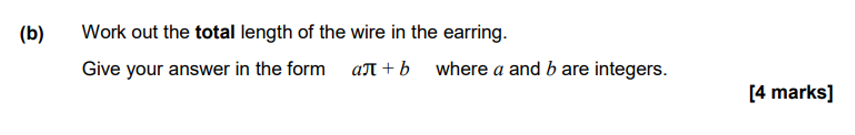 (b) Work out the total length of the wire in the earring.
Give your answer in the form aπ + b where a and b are integers.
[4 marks]